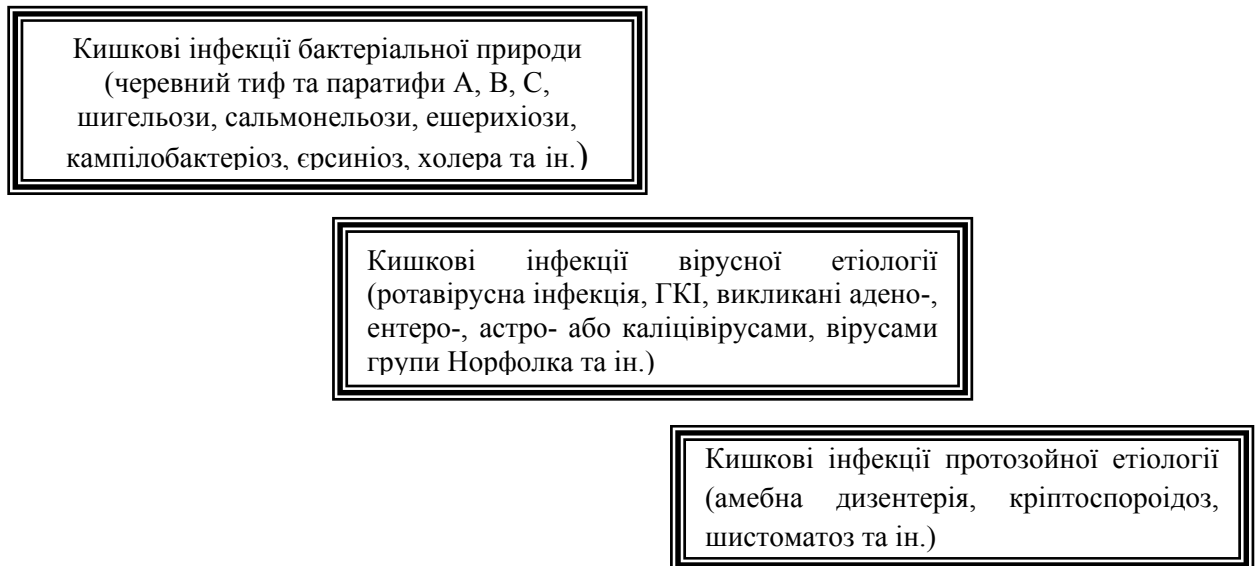 Кишкові інфекції бактеріальної природи
(черевний тиф та паратифи А, В, С,
шигельози, сальмонельози, ешерихіози,
кампілобактеріоз, єрсиніоз, холера та ін.)
Кишкові інфекції вірусної етіології
(ротавірусна інфекція, ГКІ, викликані адено-,
ентеро-, астро- або каліцівірусами, вірусами
групи Норфолка та ін.)
Кишкові інфекції протозойної етіології
(амебна дизентерія, кріптоспороідоз,
шистоматоз та ін.)